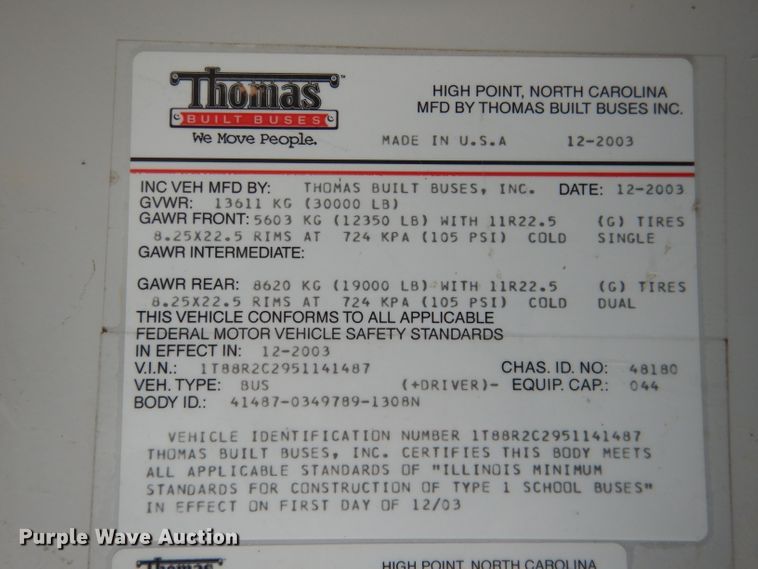 Thomas
BUILT BUSES
We Move People.
HIGH POINT, NORTH CAROLINA
MFD BY THOMAS BUILT BUSES INC.
MADE IN U.S.A 12-2003
INC VEH MFD BY: THOMAS BUILT BUSES, INC. DATE: 12-2003
GVWR: 13611 KG (30000 LB)
GAWR FRONT: 5603 KG (12350 LB) WITH 11R22.5 (G) TIRES
8.25X22.5 RIMS AT 724 KPA (105 PSI) COLD SINGLE
GAWR INTERMEDIATE:
GAWR REAR: 8620 KG (19000 LB) WITH 11R22.5 (G) TIRES
8.25X22.5 RIMS AT 724 KPA (105 PSI) COLD DUAL
THIS VEHICLE CONFORMS TO ALL APPLICABLE
FEDERAL MOTOR VEHICLE SAFETY STANDARDS
IN EFFECT IN: 12-2003
V.I.N.: 1T88R2C2951141487 CHAS. ID. NO: 48180
VEH. TYPE: BUS (+DRIVER)- EQUIP. CAP.: 044
BODY ID.: 41487-0349789-1308N
VEHICLE IDENTIFICATION NUMBER 1T88R2C2951141487
THOMAS BUILT BUSES, INC. CERTIFIES THIS BODY MEETS
ALL APPLICABLE STANDARDS OF "ILLINOIS MINIMUM
STANDARDS FOR CONSTRUCTION OF TYPE 1 SCHOOL BUSES"
IN EFFECT ON FIRST DAY OF 12/03
Purple Wave Auction
Thomas
HIGH POINT, NORTH CAROLINA